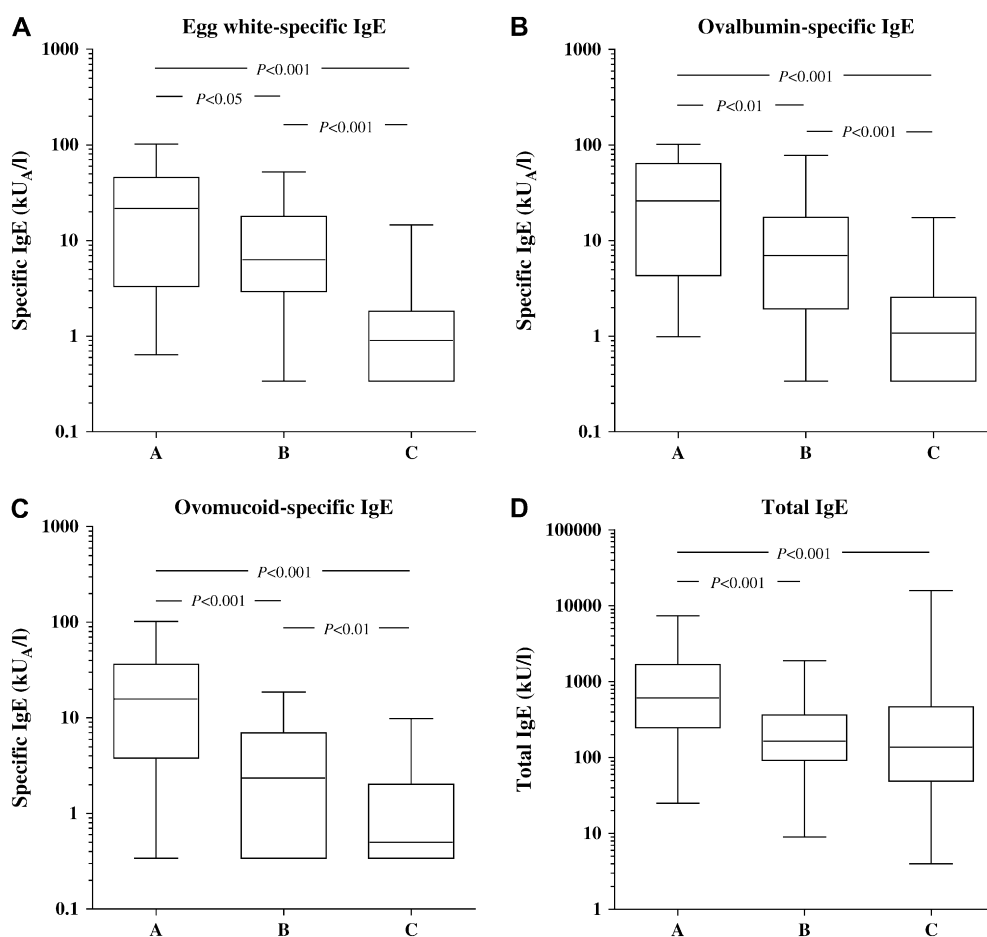 A
Egg white-specific IgE
Specific IgE (kU_A/l)
1000
100
10
1
0.1
P<0.001
P<0.05
P<0.001
A B C
B
Ovalbumin-specific IgE
Specific IgE (kU_A/l)
1000
100
10
1
0.1
P<0.001
P<0.01
P<0.001
A B C
C
Ovomucoid-specific IgE
Specific IgE (kU_A/l)
1000
100
10
1
0.1
P<0.001
P<0.001
P<0.01
A B C
D
Total IgE
Total IgE (kU/l)
100000
10000
1000
100
10
1
P<0.001
P<0.001
A B C